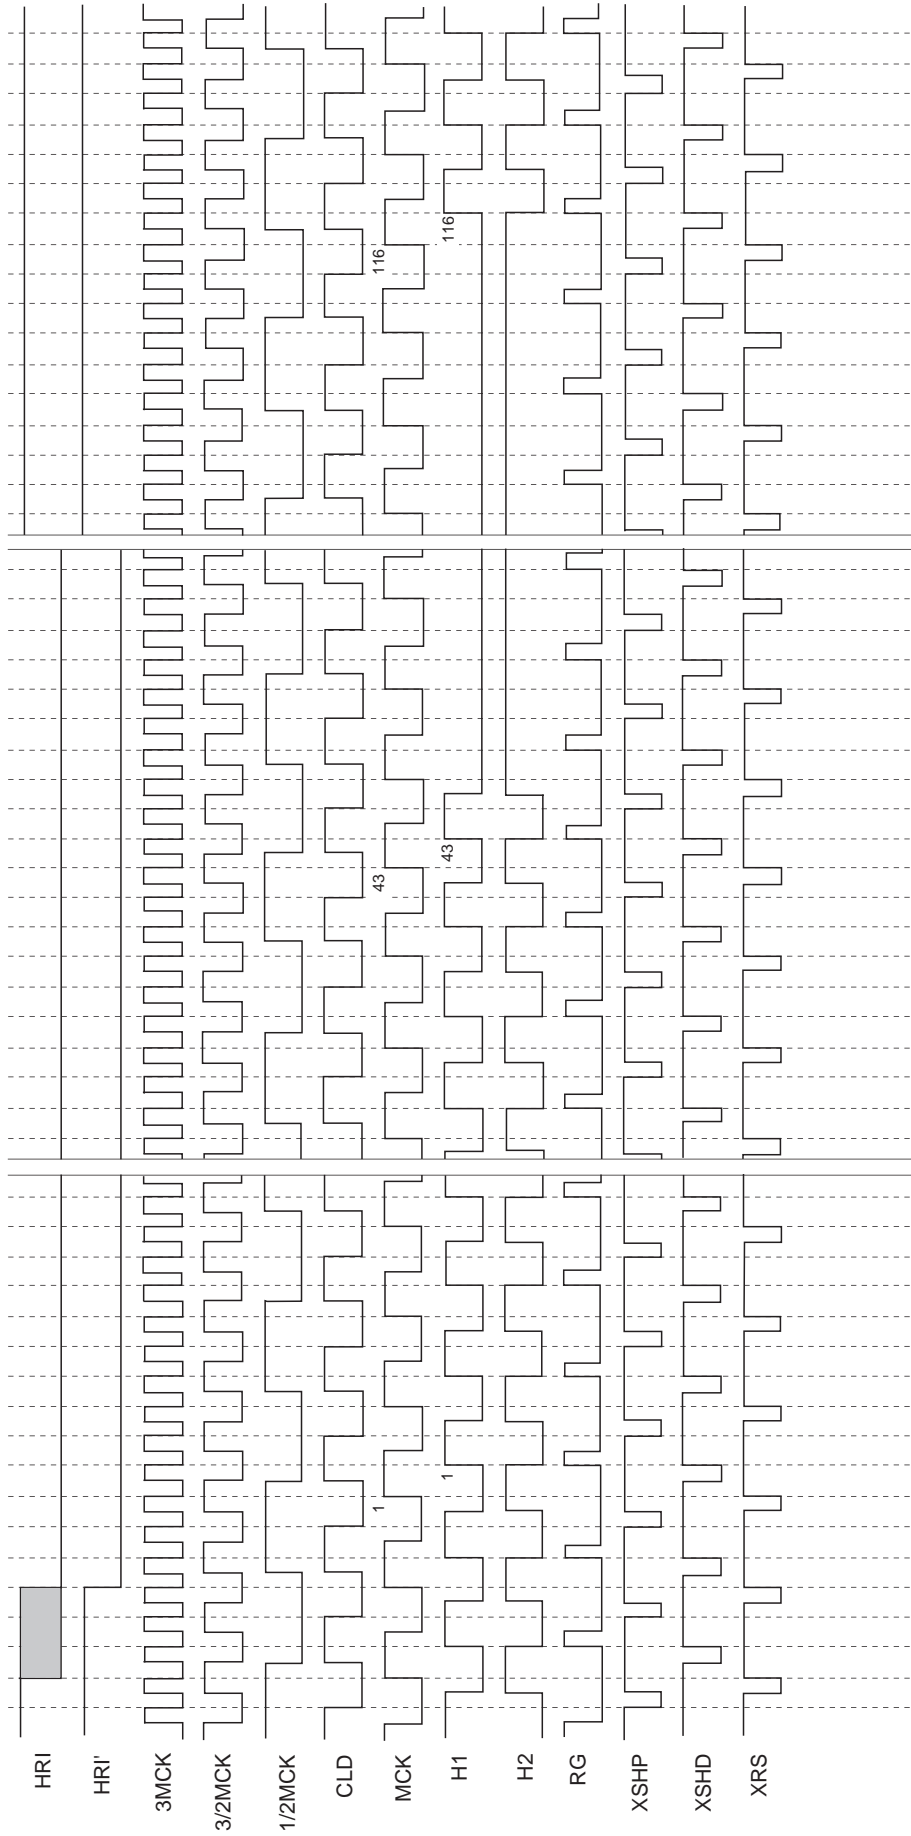 HRI
HRI'
3MCK
3/2MCK
1/2MCK
CLD
MCK
H1
H2
RG
XSHP
XSHD
XRS
1
1
43
43
116
116